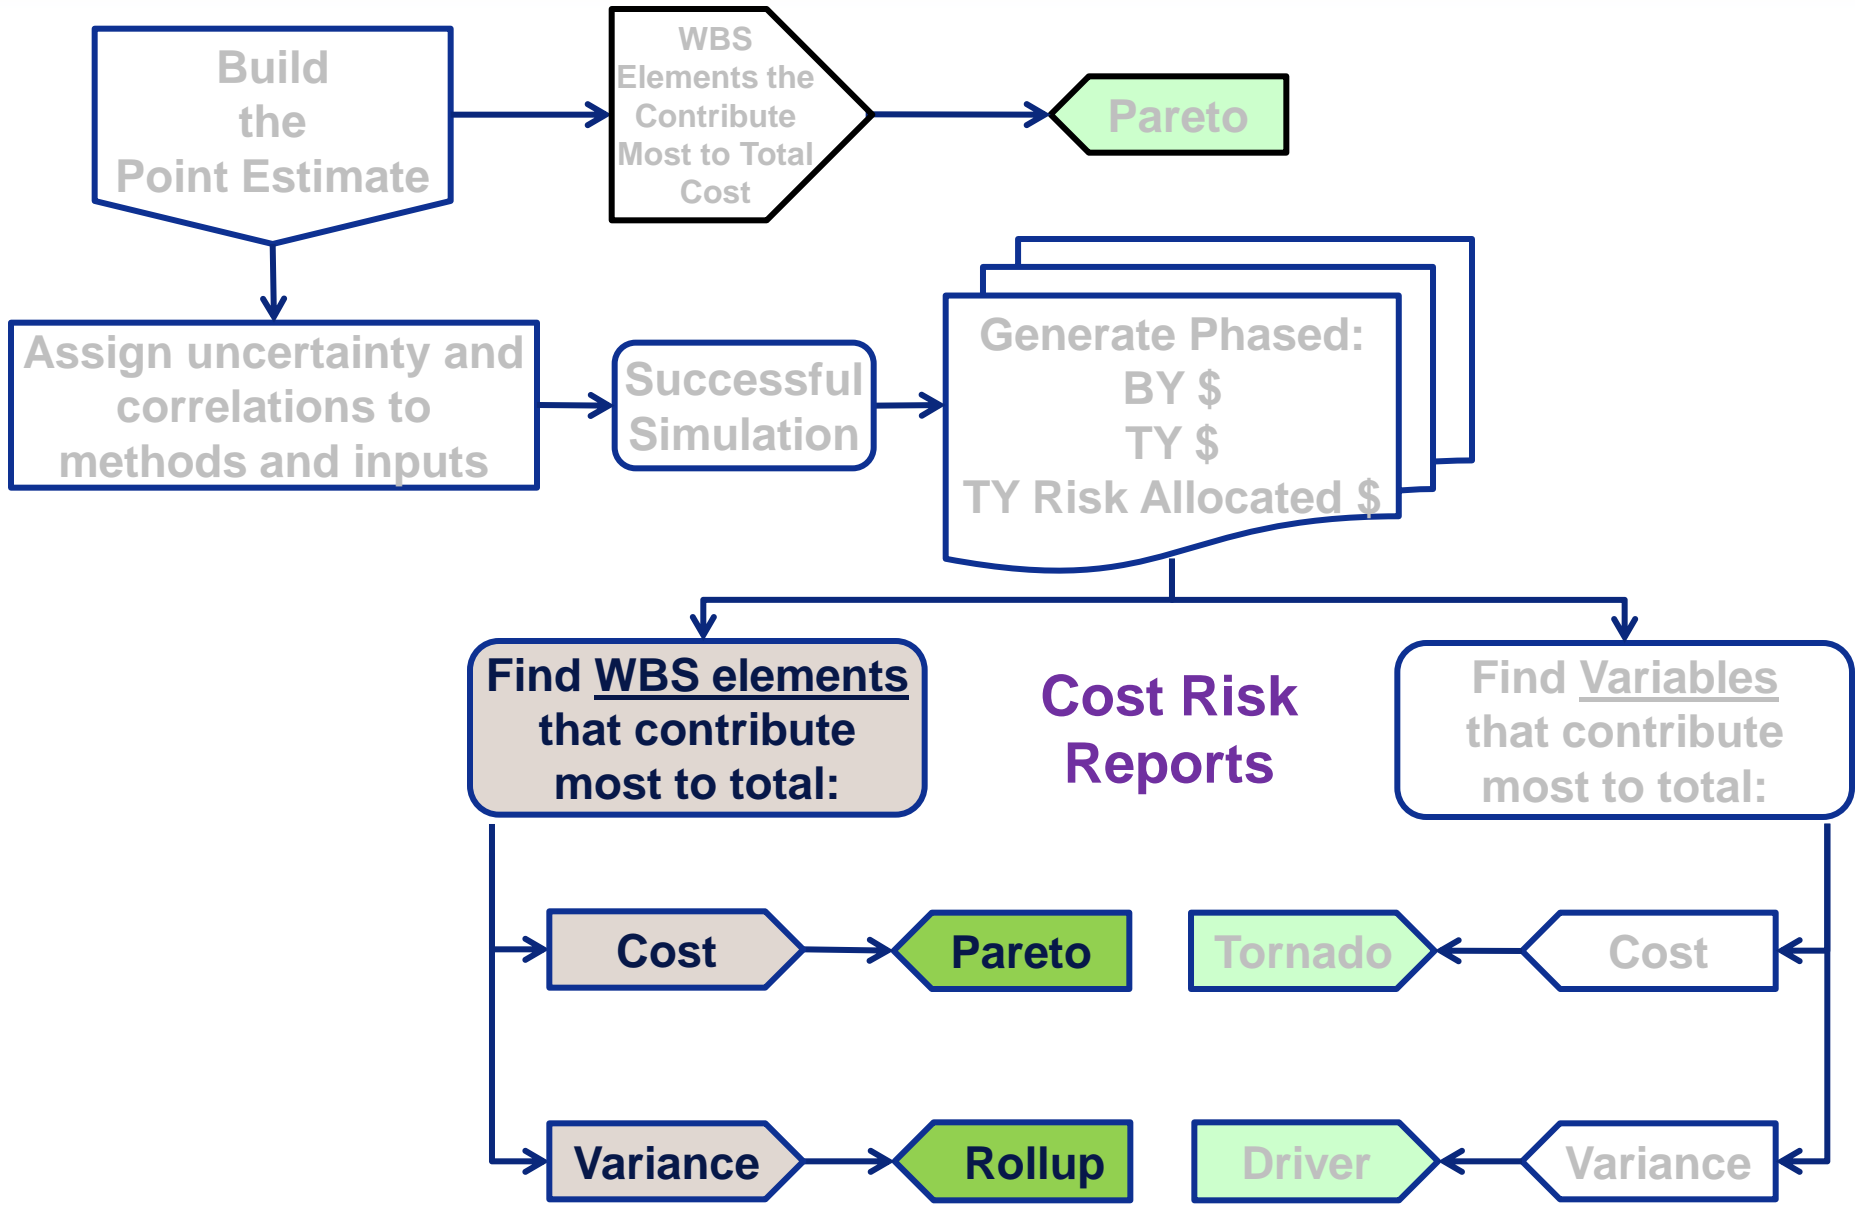 Build
the
Point Estimate
WBS
Elements the
Contribute
Most to Total
Cost
Pareto
Assign uncertainty and
correlations to
methods and inputs
Successful
Simulation
Generate Phased:
BY $
TY $
TY Risk Allocated $
Find WBS elements
that contribute
most to total:
Cost Risk
Reports
Find Variables
that contribute
most to total:
Cost
Pareto
Tornado
Cost
Variance
Rollup
Driver
Variance